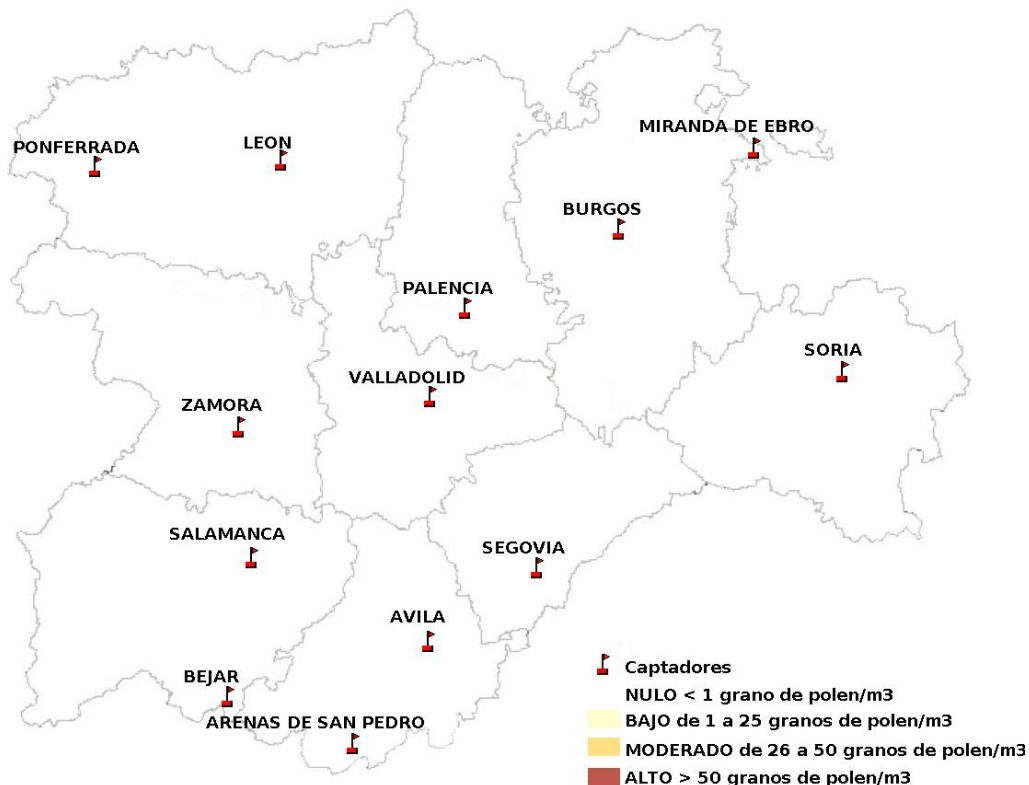 MIRANDA DE EBRO
PONFERRADA
LEON
BURGOS
PALENCIA
SORIA
VALLADOLID
ZAMORA
SALAMANCA
SEGOVIA
AVILA
BEJAR
ARENAS DE SAN PEDRO
Captadores
NULO < 1 grano de polen/m3
BAJO de 1 a 25 granos de polen/m3
MODERADO de 26 a 50 granos de polen/m3
ALTO > 50 granos de polen/m3